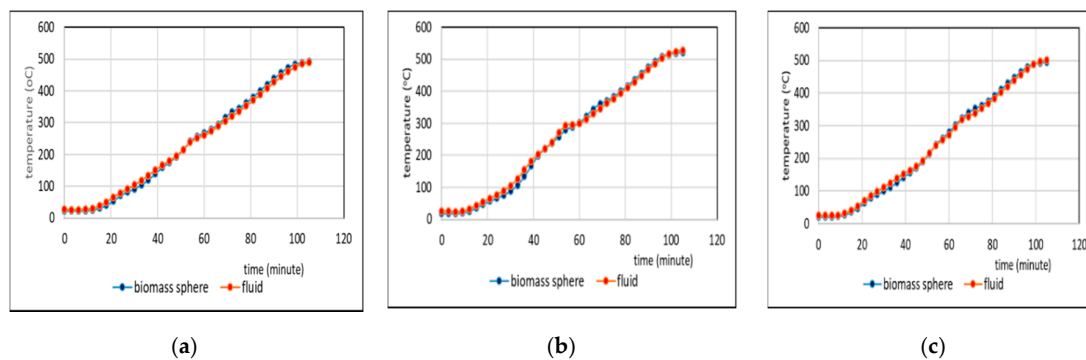 600
500
400
300
200
100
0
temperature (oC)
0 20 40 60 80 100 120
time (minute)
biomass sphere fluid
(a)
600
500
400
300
200
100
0
temperature (°C)
0 20 40 60 80 100 120
time (minute)
biomass sphere fluid
(b)
600
500
400
300
200
100
0
temperature (°C)
0 20 40 60 80 100 120
time (minute)
biomass sphere fluid
(c)